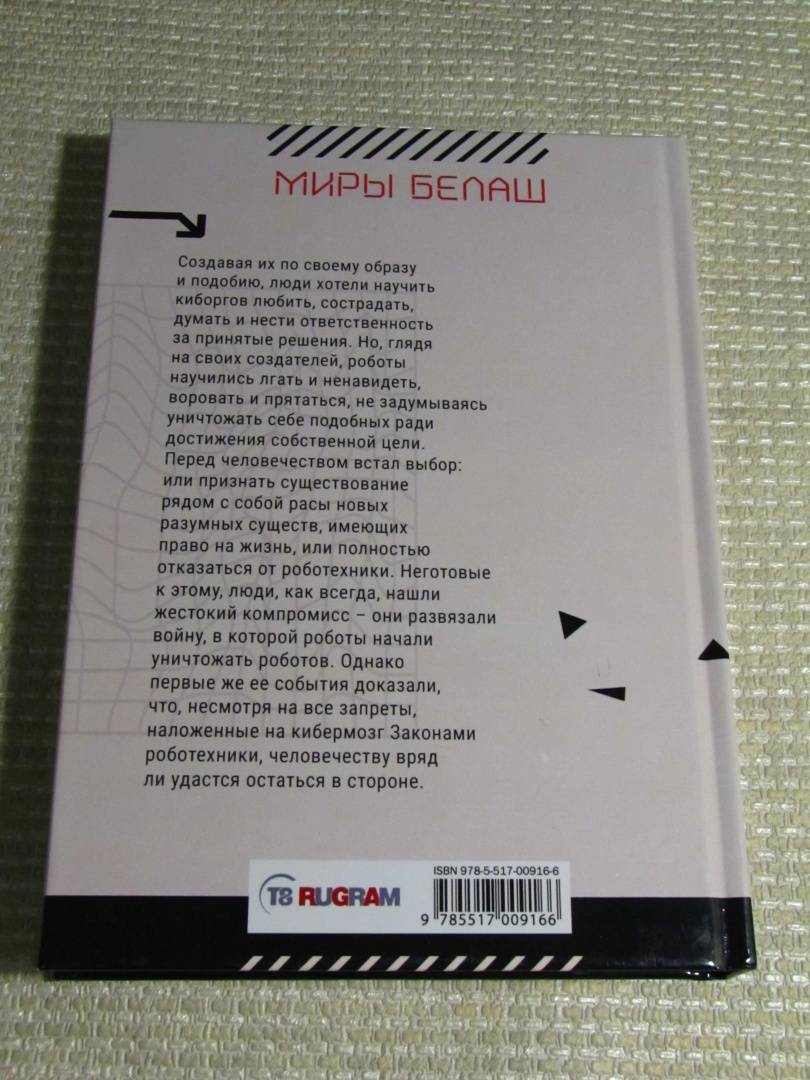 МИРЫ БЕЛАШ
Создавая их по своему образу
и подобию, люди хотели научить
киборгов любить, сострадать,
думать и нести ответственность
за принятые решения. Но, глядя
на своих создателей, роботы
научились лгать и ненавидеть,
воровать и прятаться, не задумываясь
уничтожать себе подобных ради
достижения собственной цели.
Перед человечеством встал выбор:
или признать существование
рядом с собой расы новых
разумных существ, имеющих
право на жизнь, или полностью
отказаться от роботехники. Неготовые
к этому, люди, как всегда, нашли
жестокий компромисс – они развязали
войну, в которой роботы начали
уничтожать роботов. Однако
первые же ее события доказали,
что, несмотря на все запреты,
наложенные на кибермозг Законами
роботехники, человечеству вряд
ли удастся остаться в стороне.
T8 RUGRAM
ISBN 978-5-517-00916-6
9 785517 009166